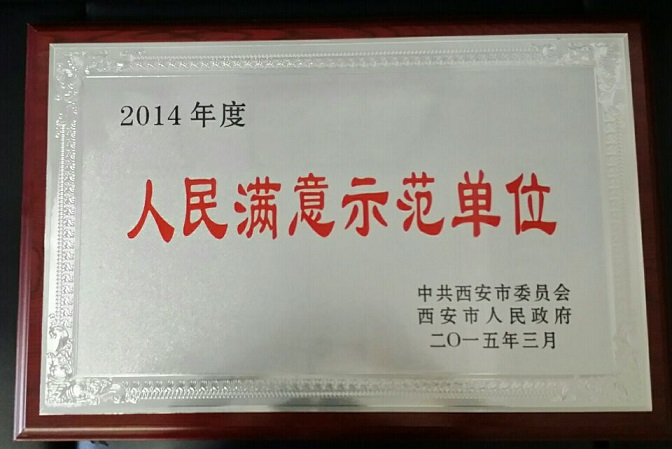 2014年度
人民满意示范单位
中共西安市委员会
西安市人民政府
二〇一五年三月